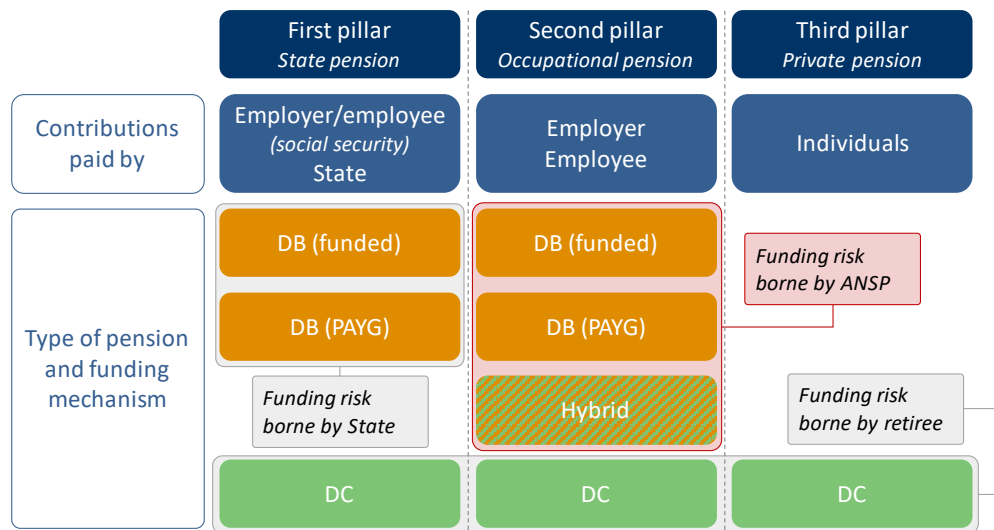 First pillar
State pension
Second pillar
Occupational pension
Third pillar
Private pension
Contributions
paid by
Employer/employee
(social security)
State
Employer
Employee
Individuals
Type of pension
and funding
mechanism
DB (funded)
DB (funded)
Funding risk
borne by ANSP
DB (PAYG)
DB (PAYG)
Funding risk
borne by State
Hybrid
Funding risk
borne by retiree
DC
DC
DC